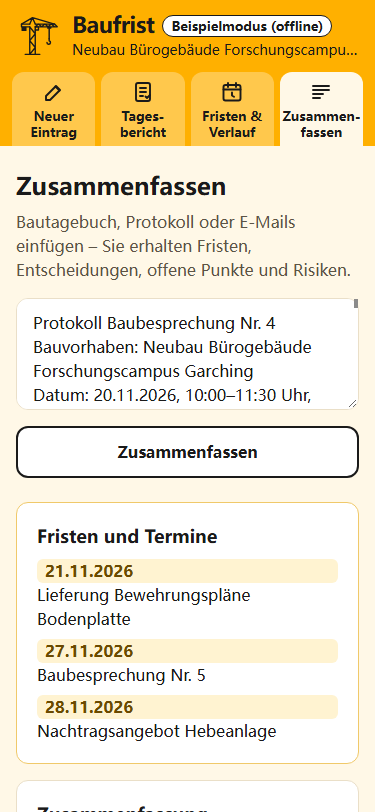 Baufrist Beispielmodus (offline)
Neubau Bürogebäude Forschungscampu...
Neuer
Eintrag
Tages-
bericht
Fristen &
Verlauf
Zusammen-
fassen
Zusammenfassen
Bautagebuch, Protokoll oder E-Mails
einfügen – Sie erhalten Fristen,
Entscheidungen, offene Punkte und Risiken.
Protokoll Baubesprechung Nr. 4
Bauvorhaben: Neubau Bürogebäude
Forschungscampus Garching
Datum: 20.11.2026, 10:00–11:30 Uhr,
Zusammenfassen
Fristen und Termine
21.11.2026
Lieferung Bewehrungspläne
Bodenplatte
27.11.2026
Baubesprechung Nr. 5
28.11.2026
Nachtragsangebot Hebeanlage
Zusammenfassung